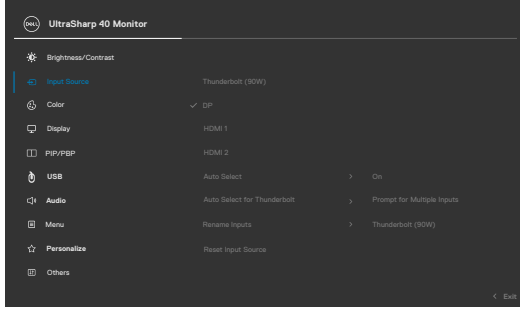 DELL UltraSharp 40 Monitor
Brightness/Contrast
Input Source Thunderbolt (90W)
Color DP
Display HDMI 1
PIP/PBP HDMI 2
USB Auto Select > On
Audio Auto Select for Thunderbolt > Prompt for Multiple Inputs
Menu Rename Inputs > Thunderbolt (90W)
Personalize Reset Input Source
Others
< Exit